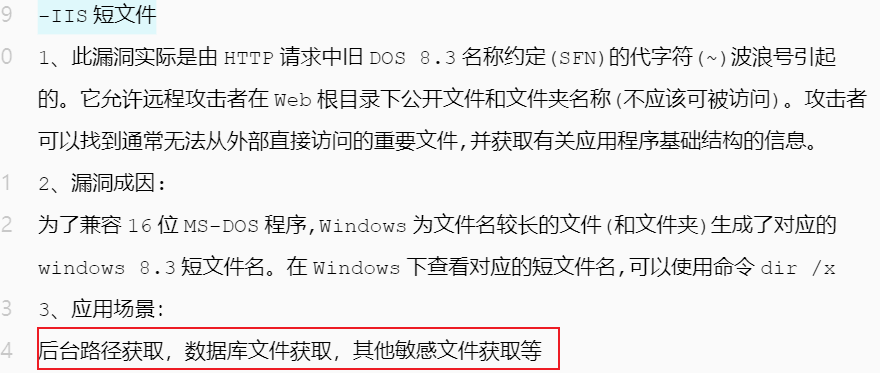 9 -IIS 短文件
0 1、此漏洞实际是由 HTTP 请求中旧 DOS 8.3 名称约定(SFN)的代字符(~)波浪号引起
的。它允许远程攻击者在 Web 根目录下公开文件和文件夹名称(不应该可被访问)。攻击者
可以找到通常无法从外部直接访问的重要文件,并获取有关应用程序基础结构的信息。
1 2、漏洞成因:
2 为了兼容 16 位 MS-DOS 程序,Windows 为文件名较长的文件(和文件夹)生成了对应的
windows 8.3 短文件名。在 Windows 下查看对应的短文件名,可以使用命令 dir /x
3 3、应用场景:
4 后台路径获取，数据库文件获取，其他敏感文件获取等